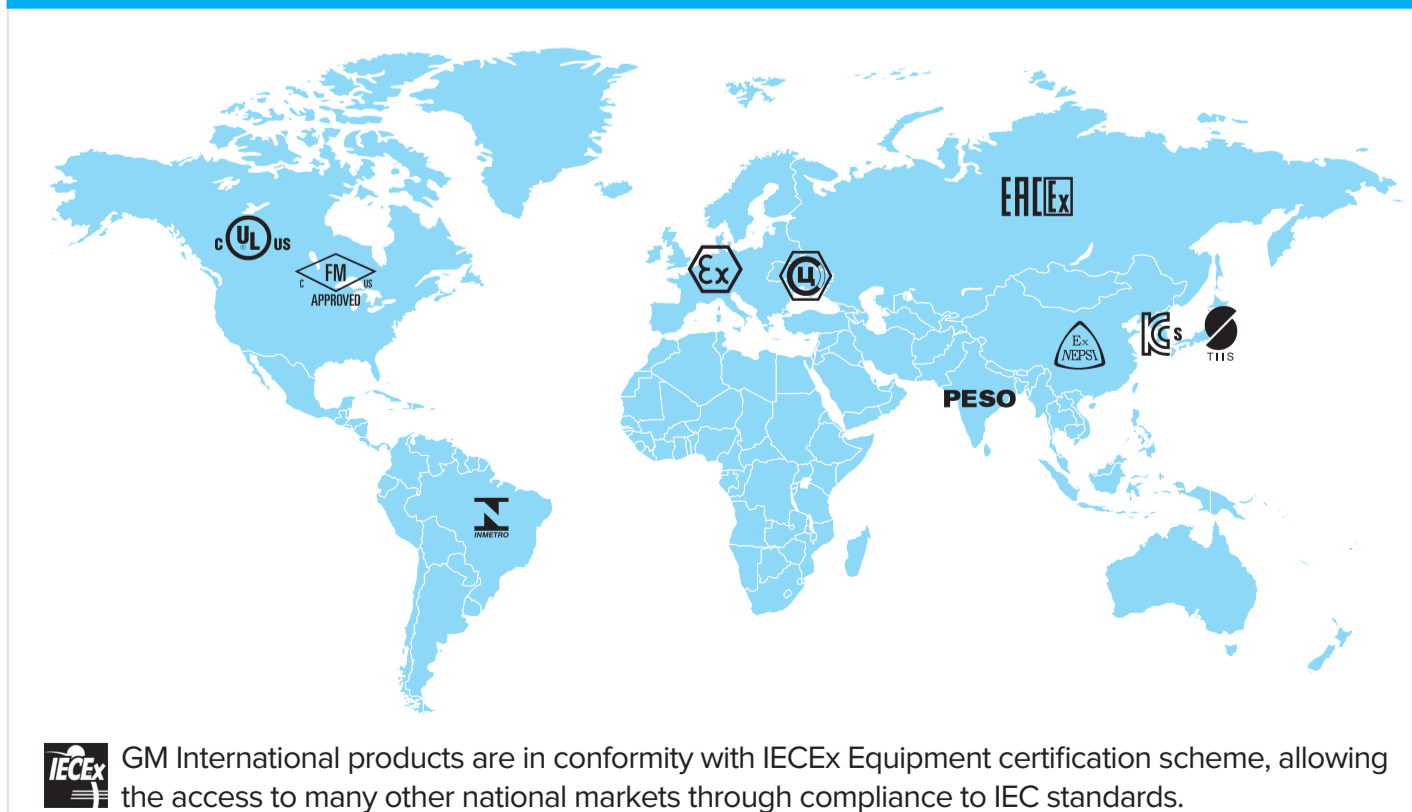 EAC Ex
c UL ® US
FM
C US
APPROVED
Ex
Ц
KC s
TIIS
Ex
NEPSI
PESO
INMETRO
IECEx
GM International products are in conformity with IECEx Equipment certification scheme, allowing
the access to many other national markets through compliance to IEC standards.